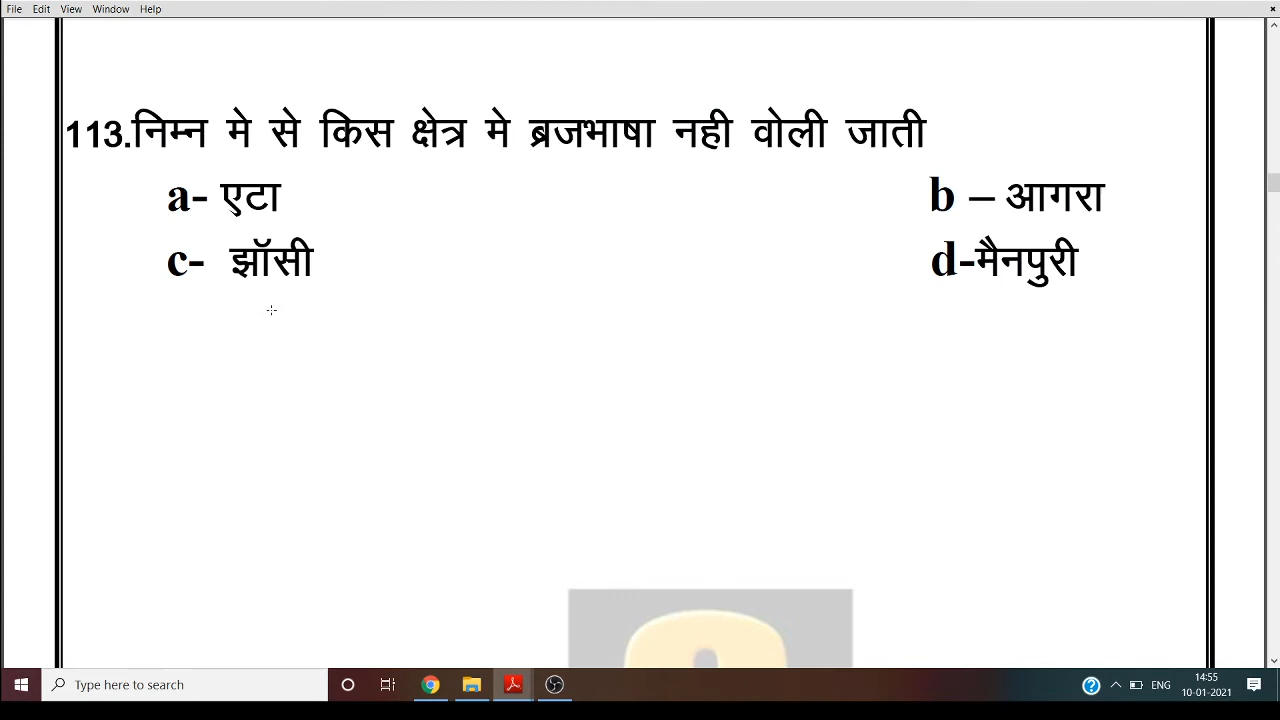 File Edit View Window Help
113.निम्न मे से किस क्षेत्र मे ब्रजभाषा नही वोली जाती
a- एटा b – आगरा
c- झॉसी d-मैनपुरी
Type here to search
ENG
14:55
10-01-2021